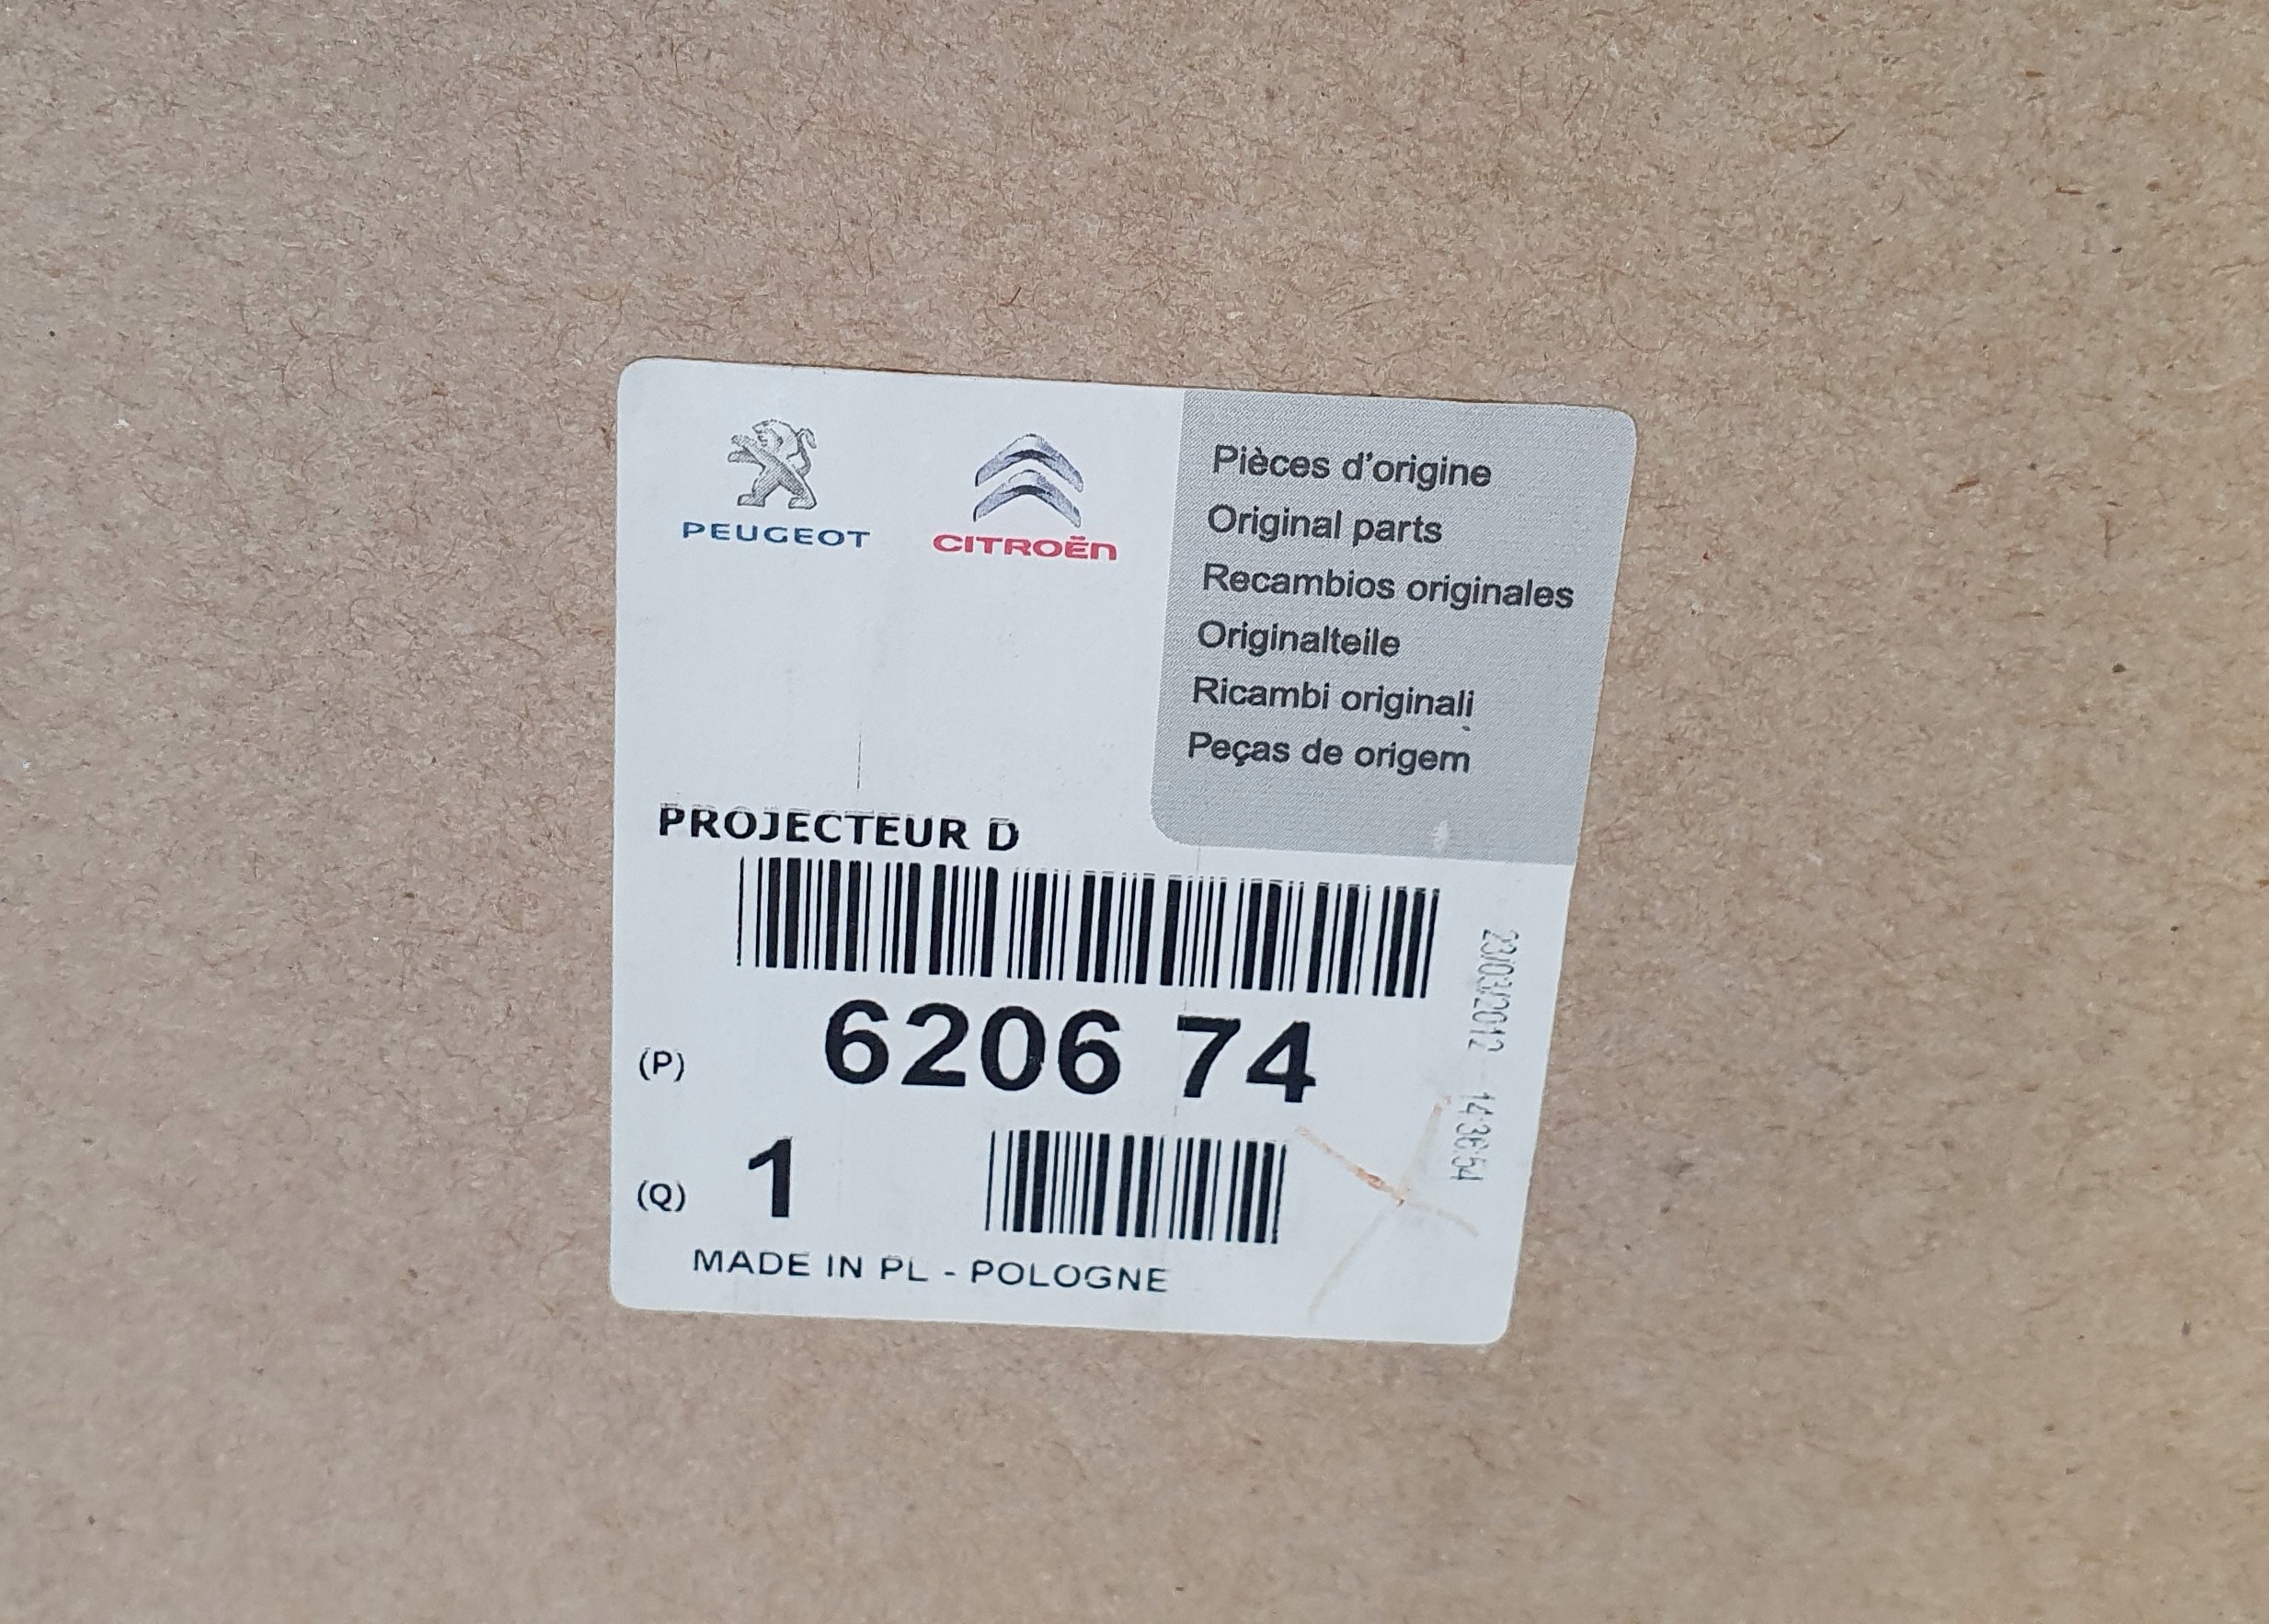 PEUGEOT
CITROËN
Pièces d'origine
Original parts
Recambios originales
Originalteile
Ricambi originali
Peças de origem
PROJECTEUR D
(P) 6206 74
(Q) 1
MADE IN PL - POLOGNE
23/03/2012 14:36:54